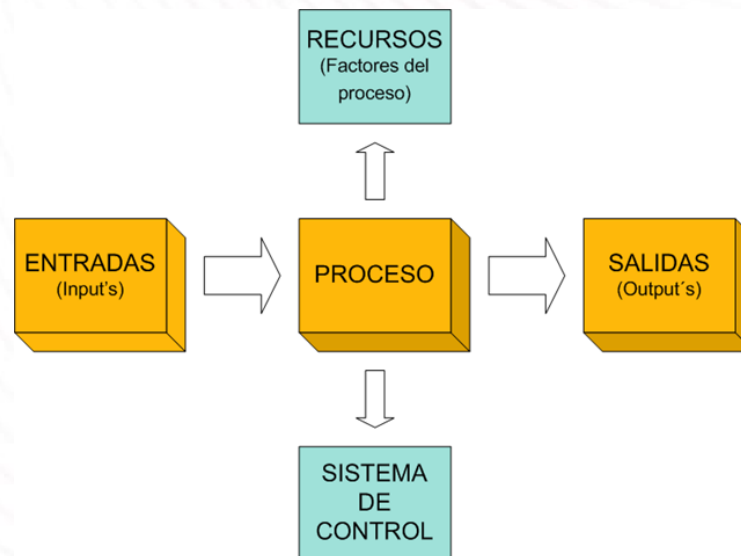 RECURSOS
(Factores del
proceso)
ENTRADAS
(Input's)
PROCESO
SALIDAS
(Output´s)
SISTEMA
DE
CONTROL